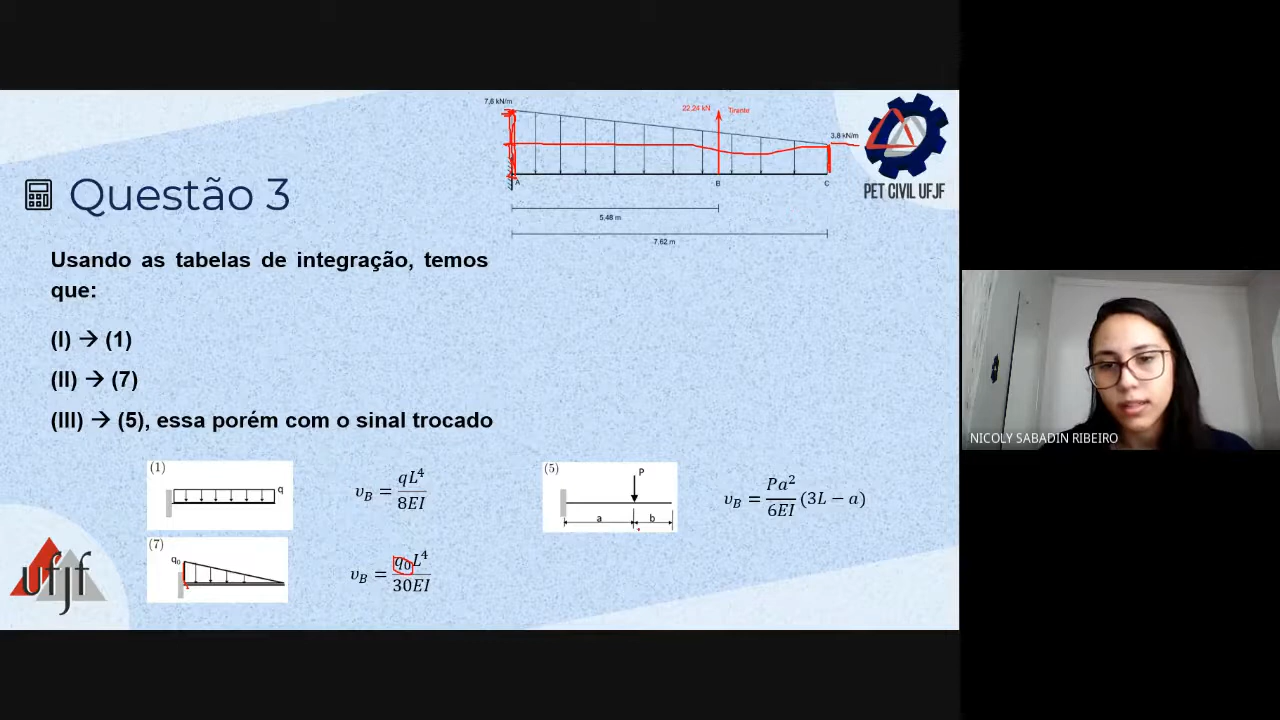 7,6 kN/m
22,24 kN
Tirante
3,8 kN/m
A
B
C
5,48 m
7,62 m
PET CIVIL UFJF
Questão 3
Usando as tabelas de integração, temos
que:
(I) → (1)
(II) → (7)
(III) → (5), essa porém com o sinal trocado
(1)
q
υ_B = qL⁴/8EI
(5)
P
a
b
υ_B = Pa²/6EI (3L − a)
(7)
q₀
υ_B = q₀L⁴/30EI
ufjf
NICOLY SABADIN RIBEIRO